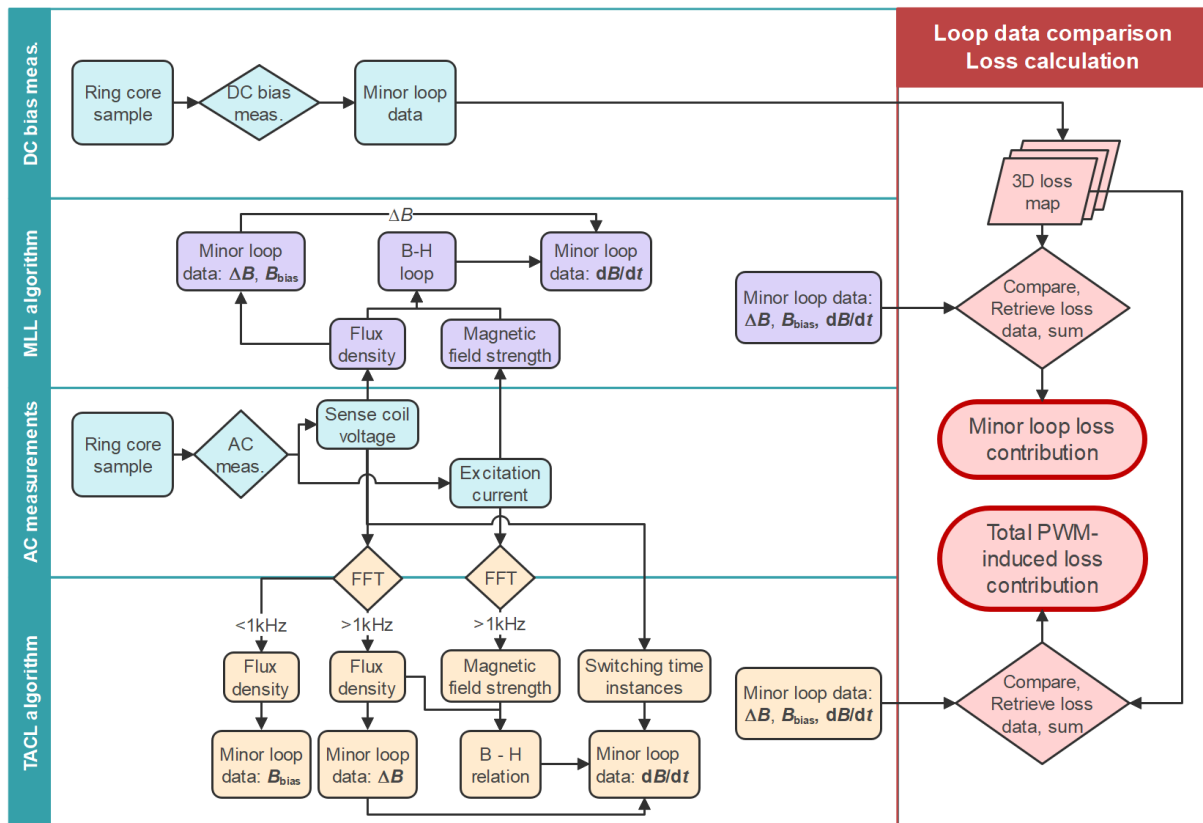 DC bias meas.
Ring core
sample
DC bias
meas.
Minor loop
data
Loop data comparison
Loss calculation
3D loss
map
MLL algorithm
ΔB
Minor loop
data: ΔB, Bbias
B-H
loop
Minor loop
data: dB/dt
Flux
density
Magnetic
field strength
Minor loop data:
ΔB, Bbias, dB/dt
Compare,
Retrieve loss
data, sum
Minor loop loss
contribution
AC measurements
Ring core
sample
AC
meas.
Sense coil
voltage
Excitation
current
FFT
FFT
Total PWM-
induced loss
contribution
TACL algorithm
<1kHz
>1kHz
>1kHz
Flux
density
Flux
density
Magnetic
field strength
Switching time
instances
Minor loop
data: Bbias
Minor loop
data: ΔB
B - H
relation
Minor loop
data: dB/dt
Minor loop data:
ΔB, Bbias, dB/dt
Compare,
Retrieve loss
data, sum